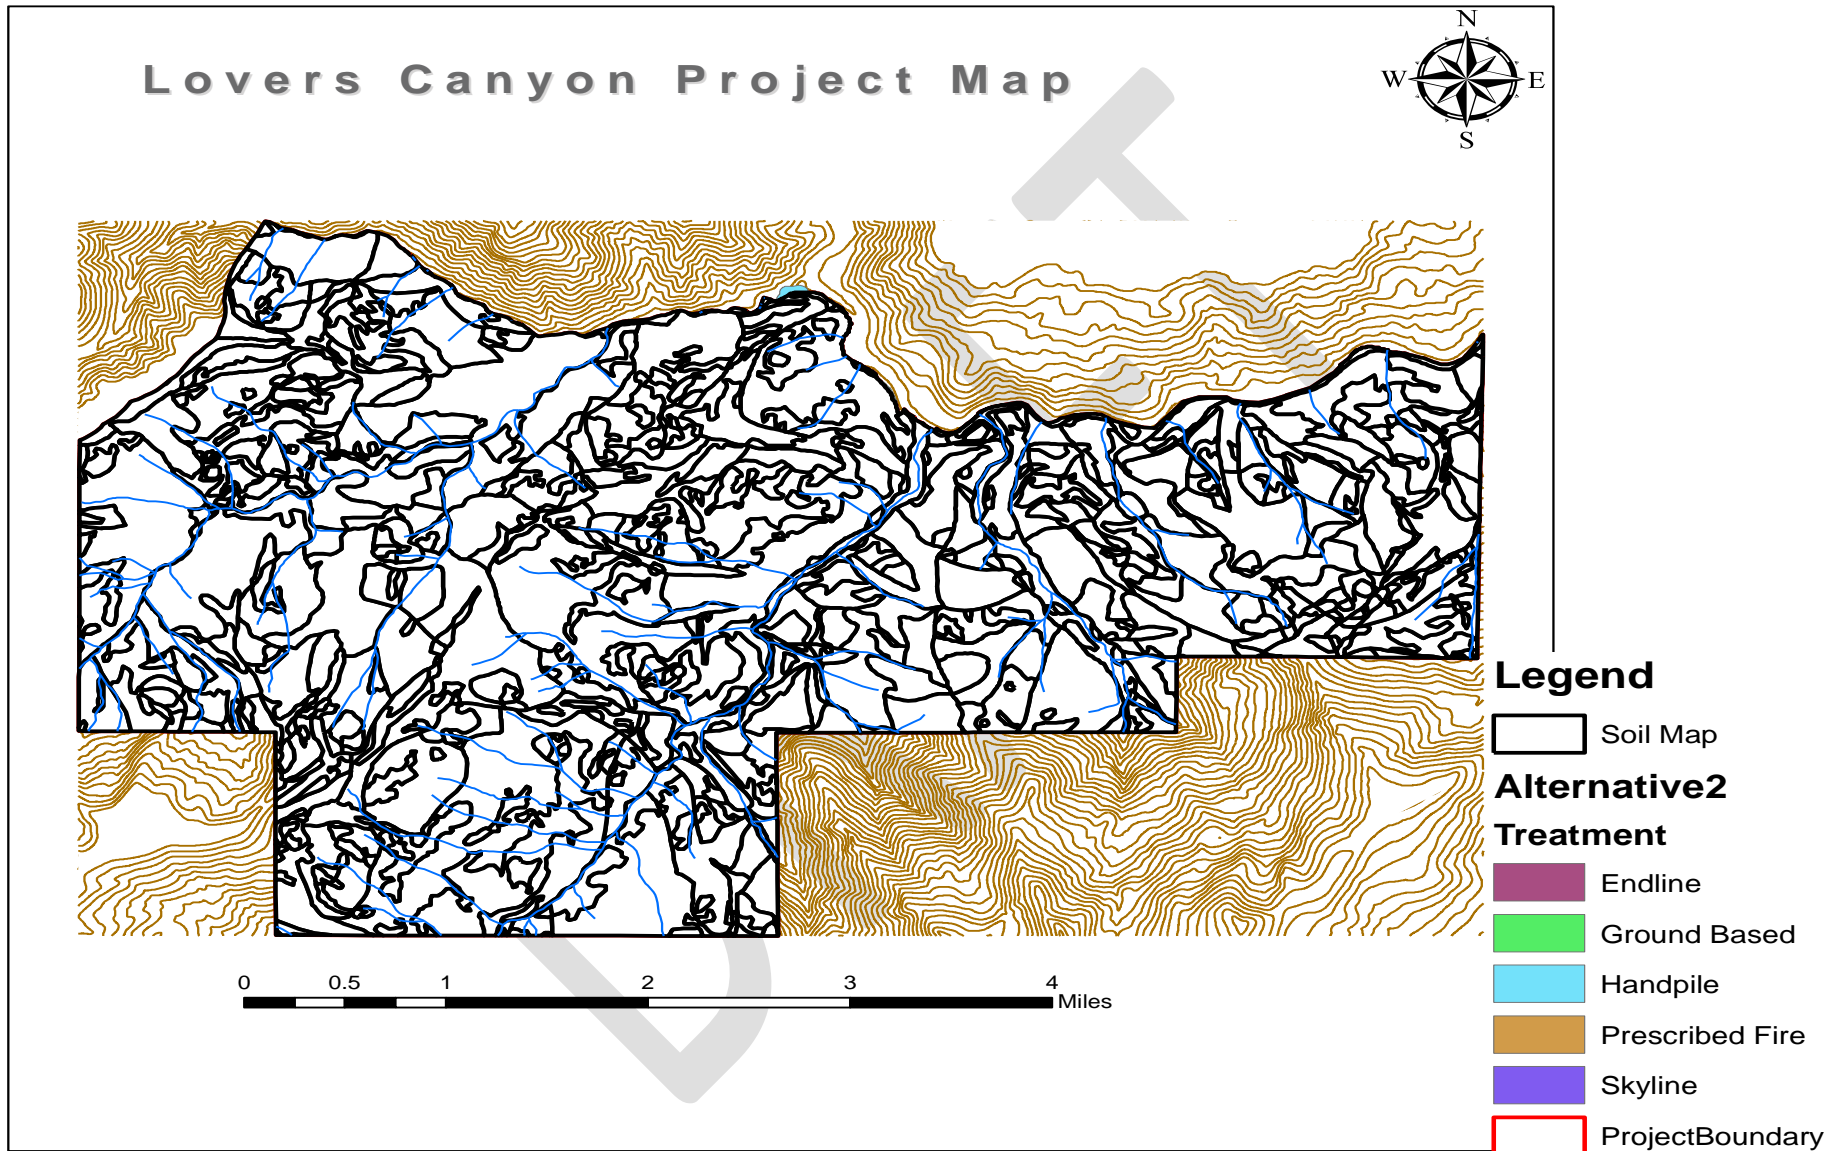 Lovers Canyon Project Map
N
W E
S
0 0.5 1 2 3 4
Miles
Legend
Soil Map
Alternative2
Treatment
Endline
Ground Based
Handpile
Prescribed Fire
Skyline
ProjectBoundary